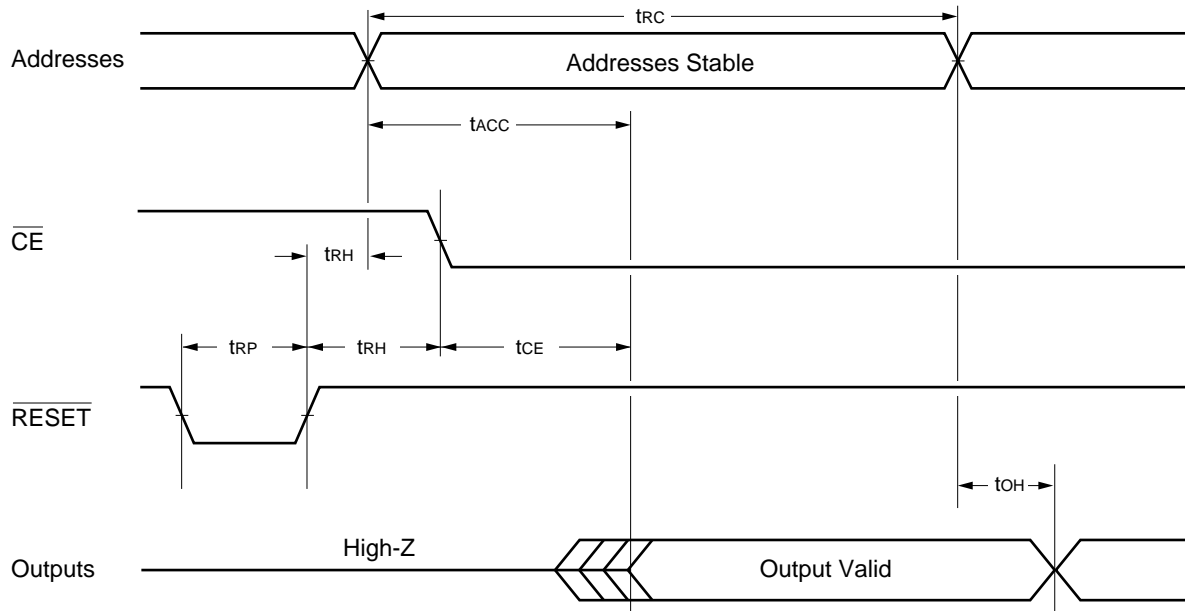 tRC
Addresses
Addresses Stable
tACC
CE
tRH
tRP
tRH
tCE
RESET
tOH
High-Z
Outputs
Output Valid